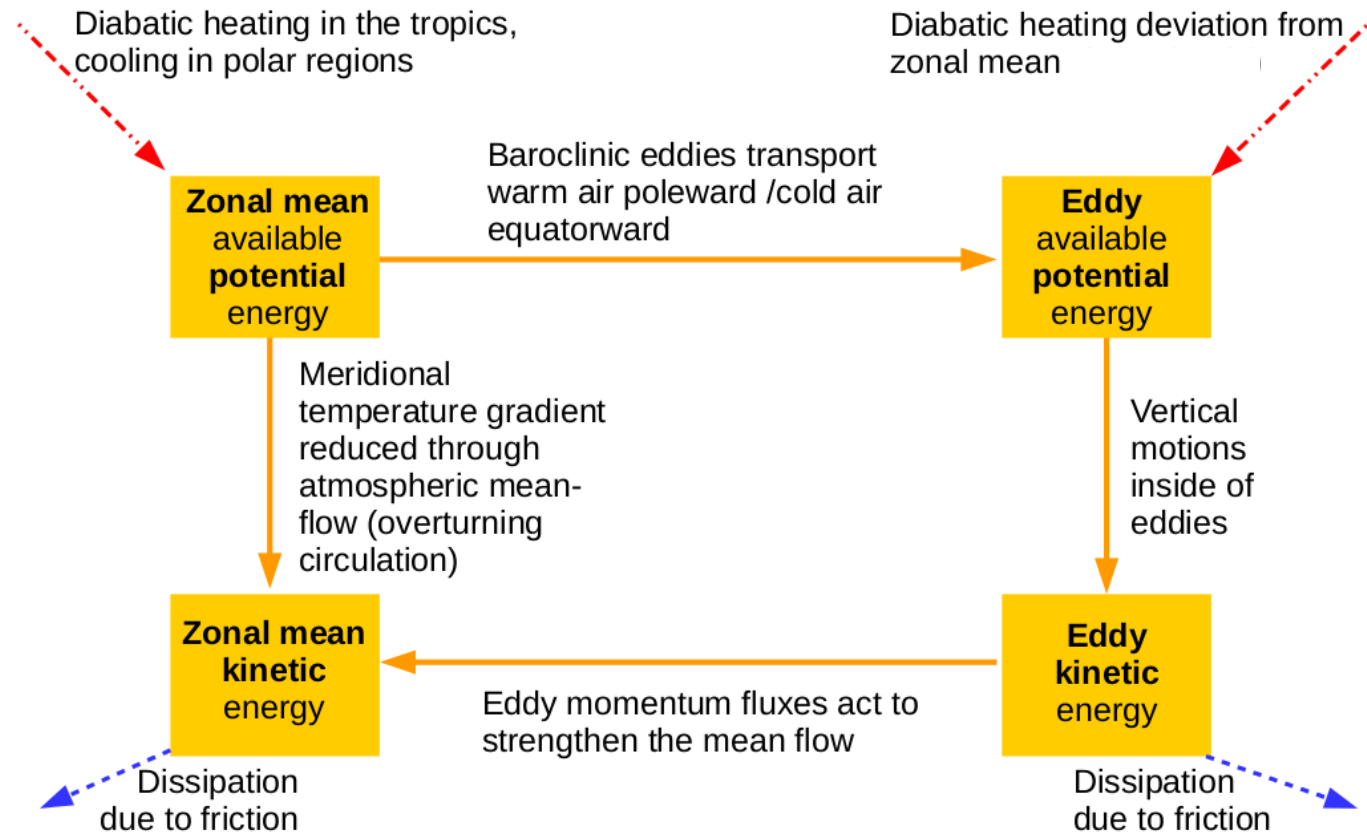 Diabatic heating in the tropics,
cooling in polar regions
Diabatic heating deviation from
zonal mean
Baroclinic eddies transport
warm air poleward /cold air
equatorward
Zonal mean
available
potential
energy
Eddy
available
potential
energy
Meridional
temperature gradient
reduced through
atmospheric mean-
flow (overturning
circulation)
Vertical
motions
inside of
eddies
Zonal mean
kinetic
energy
Eddy
kinetic
energy
Eddy momentum fluxes act to
strengthen the mean flow
Dissipation
due to friction
Dissipation
due to friction